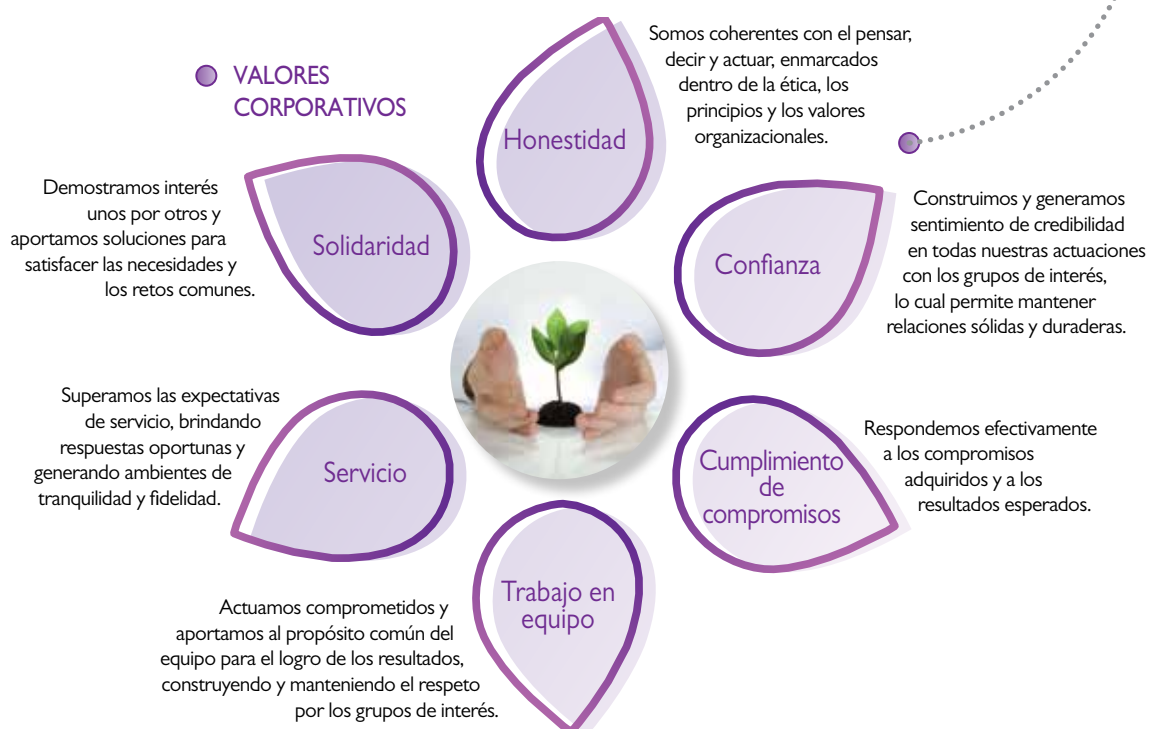 VALORES
CORPORATIVOS
Honestidad
Somos coherentes con el pensar,
decir y actuar, enmarcados
dentro de la ética, los
principios y los valores
organizacionales.
Confianza
Construimos y generamos
sentimiento de credibilidad
en todas nuestras actuaciones
con los grupos de interés,
lo cual permite mantener
relaciones sólidas y duraderas.
Cumplimiento
de
compromisos
Respondemos efectivamente
a los compromisos
adquiridos y a los
resultados esperados.
Trabajo en
equipo
Actuamos comprometidos y
aportamos al propósito común del
equipo para el logro de los resultados,
construyendo y manteniendo el respeto
por los grupos de interés.
Servicio
Superamos las expectativas
de servicio, brindando
respuestas oportunas y
generando ambientes de
tranquilidad y fidelidad.
Solidaridad
Demostramos interés
unos por otros y
aportamos soluciones para
satisfacer las necesidades y
los retos comunes.